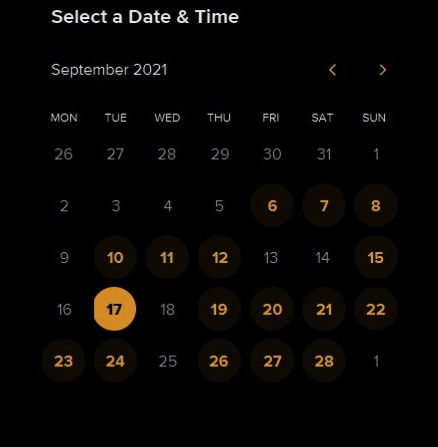 Select a Date & Time
September 2021
MON TUE WED THU FRI SAT SUN
26 27 28 29 30 31 1
2 3 4 5 6 7 8
9 10 11 12 13 14 15
16 17 18 19 20 21 22
23 24 25 26 27 28 1